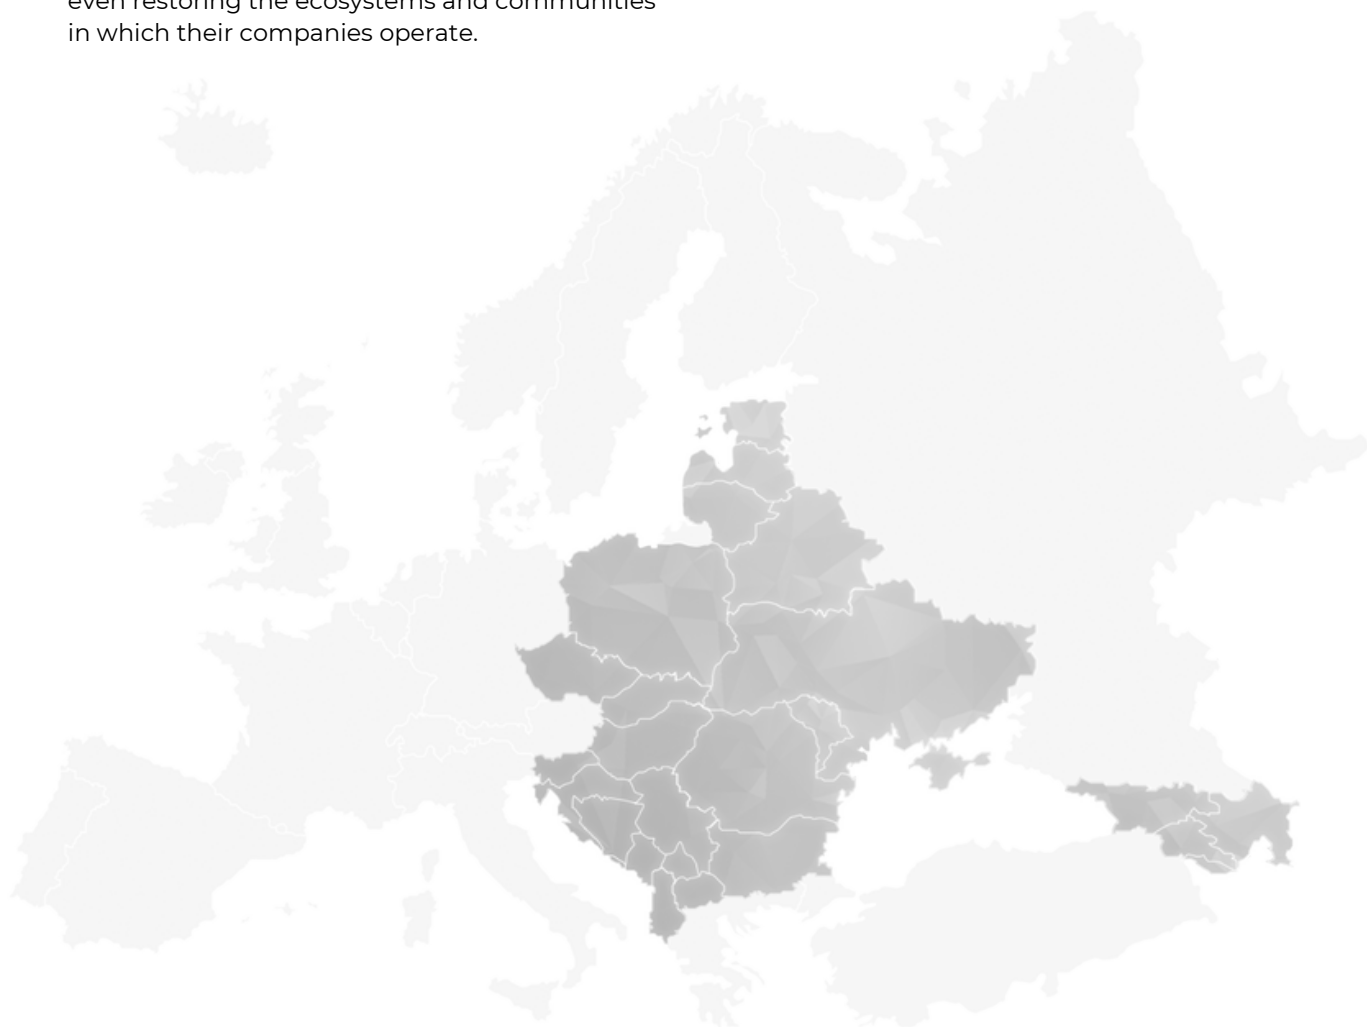 even restoring the ecosystems and communities
in which their companies operate.